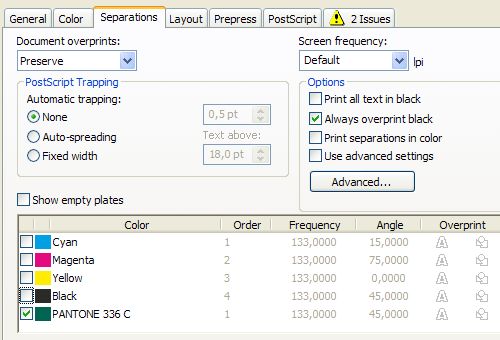 General Color Separations Layout Prepress PostScript 2 Issues
Document overprints:
Preserve
Screen frequency:
Default lpi
PostScript Trapping
Automatic trapping:
None 0,5 pt
Auto-spreading Text above:
Fixed width 18,0 pt
Options
Print all text in black
Always overprint black
Print separations in color
Use advanced settings
Advanced...
Show empty plates
Color Order Frequency Angle Overprint
Cyan 1 133,0000 15,0000
Magenta 2 133,0000 75,0000
Yellow 3 133,0000 0,0000
Black 4 133,0000 45,0000
PANTONE 336 C 1 133,0000 45,0000